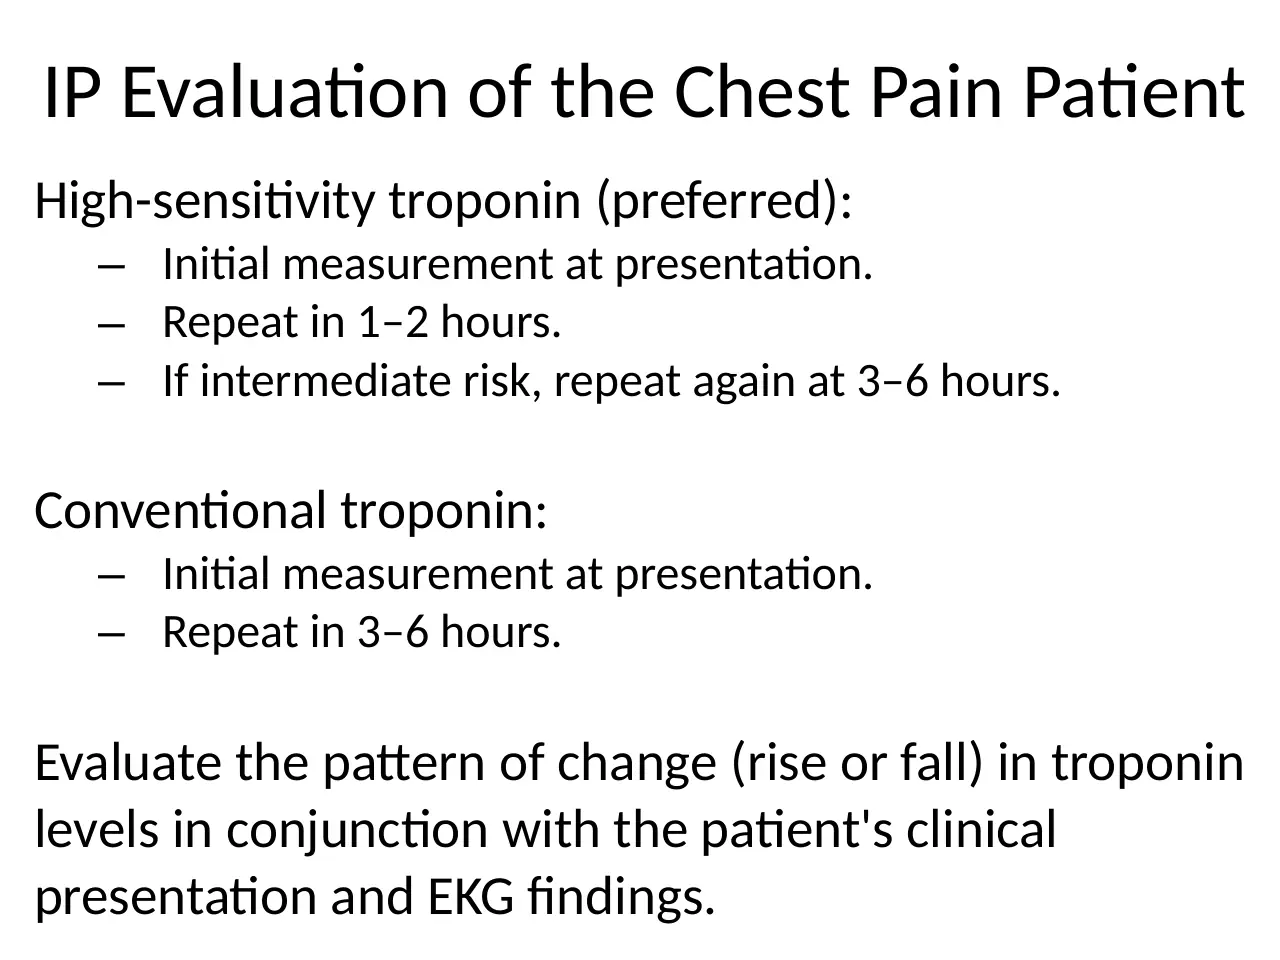 IP Evaluation of the Chest Pain Patient
High-sensitivity troponin (preferred):
– Initial measurement at presentation.
– Repeat in 1–2 hours.
– If intermediate risk, repeat again at 3–6 hours.
Conventional troponin:
– Initial measurement at presentation.
– Repeat in 3–6 hours.
Evaluate the pattern of change (rise or fall) in troponin
levels in conjunction with the patient's clinical
presentation and EKG findings.